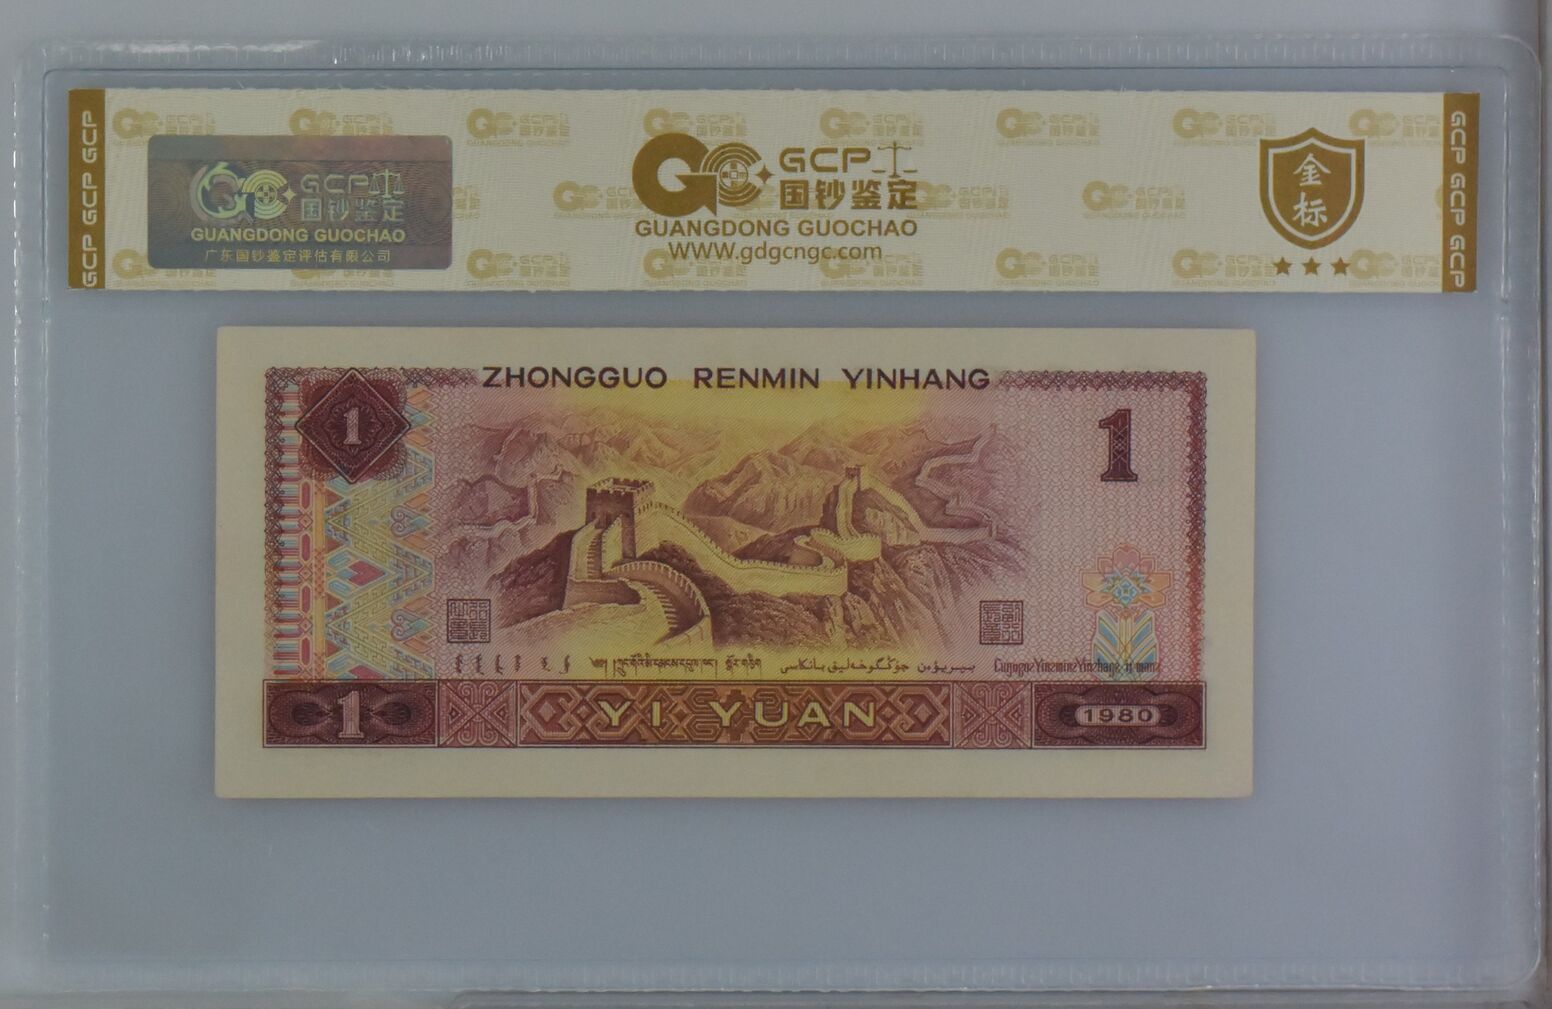 GCP GCP GCP
GCP
国钞鉴定
GUANGDONG GUOCHAO
广东国钞鉴定评估有限公司
GCP
国钞鉴定
GUANGDONG GUOCHAO
WWW.gdgcngc.com
金标
GCP GCP GCP
ZHONGGUO RENMIN YINHANG
1
1
1
YI YUAN
1980